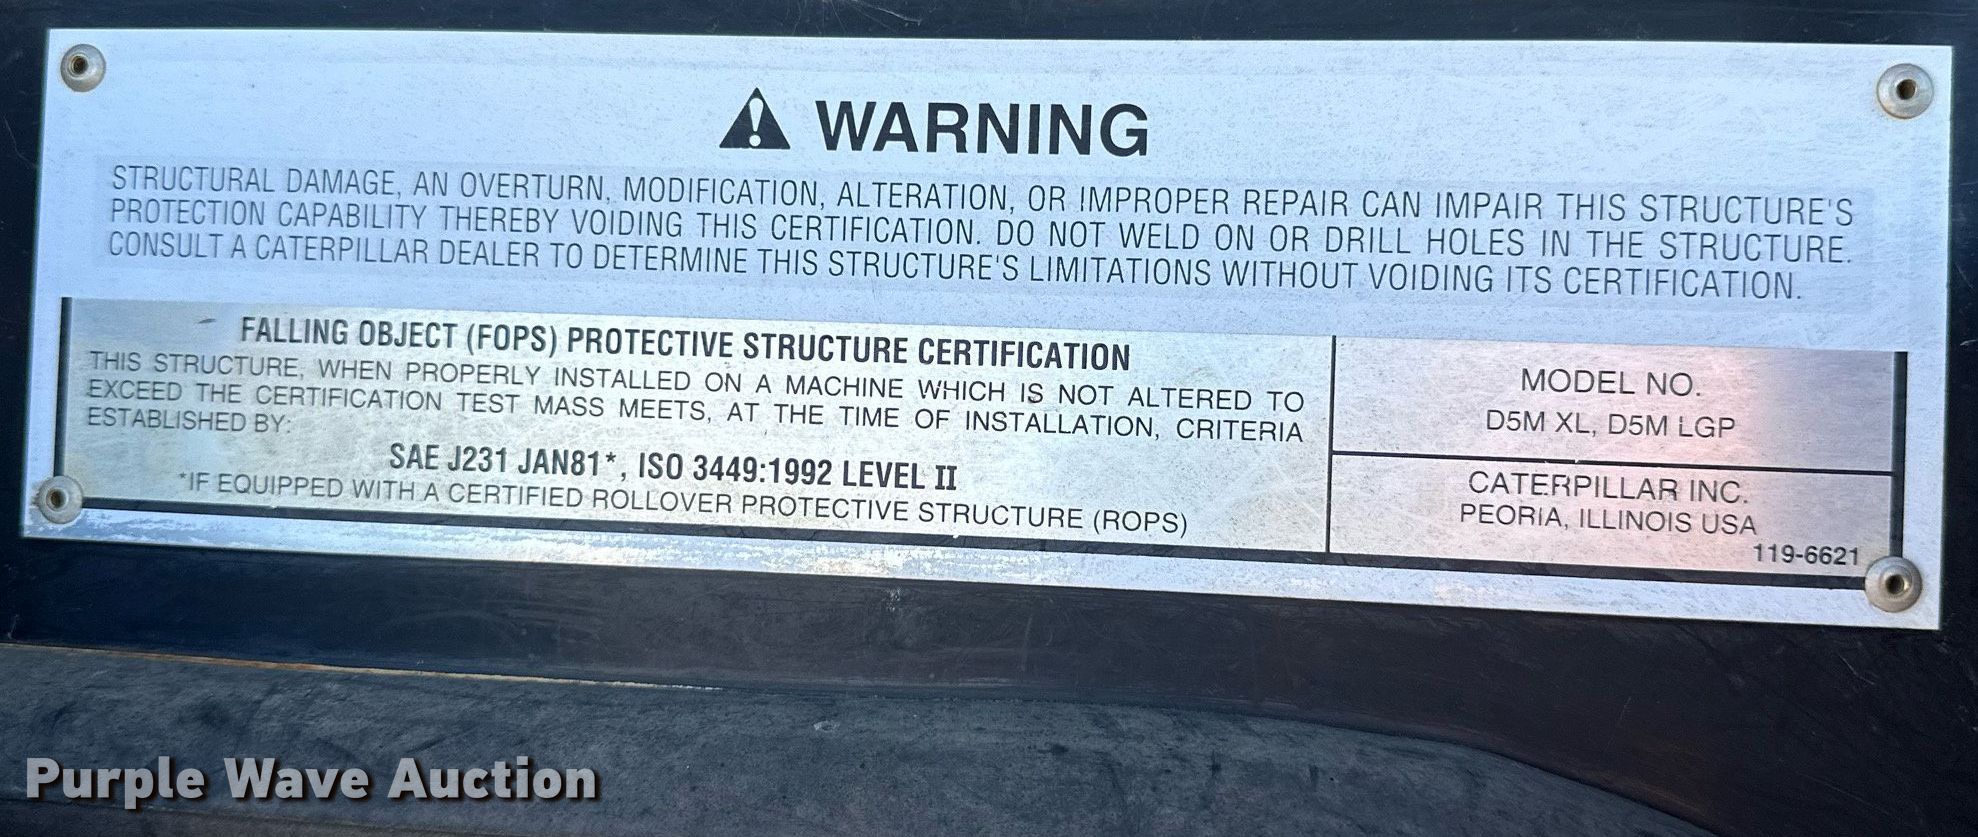 WARNING
STRUCTURAL DAMAGE, AN OVERTURN, MODIFICATION, ALTERATION, OR IMPROPER REPAIR CAN IMPAIR THIS STRUCTURE'S
PROTECTION CAPABILITY THEREBY VOIDING THIS CERTIFICATION. DO NOT WELD ON OR DRILL HOLES IN THE STRUCTURE.
CONSULT A CATERPILLAR DEALER TO DETERMINE THIS STRUCTURE'S LIMITATIONS WITHOUT VOIDING ITS CERTIFICATION.
FALLING OBJECT (FOPS) PROTECTIVE STRUCTURE CERTIFICATION
THIS STRUCTURE, WHEN PROPERLY INSTALLED ON A MACHINE WHICH IS NOT ALTERED TO
EXCEED THE CERTIFICATION TEST MASS MEETS, AT THE TIME OF INSTALLATION, CRITERIA
ESTABLISHED BY:
SAE J231 JAN81*, ISO 3449:1992 LEVEL II
*IF EQUIPPED WITH A CERTIFIED ROLLOVER PROTECTIVE STRUCTURE (ROPS)
MODEL NO.
D5M XL, D5M LGP
CATERPILLAR INC.
PEORIA, ILLINOIS USA
119-6621
Purple Wave Auction